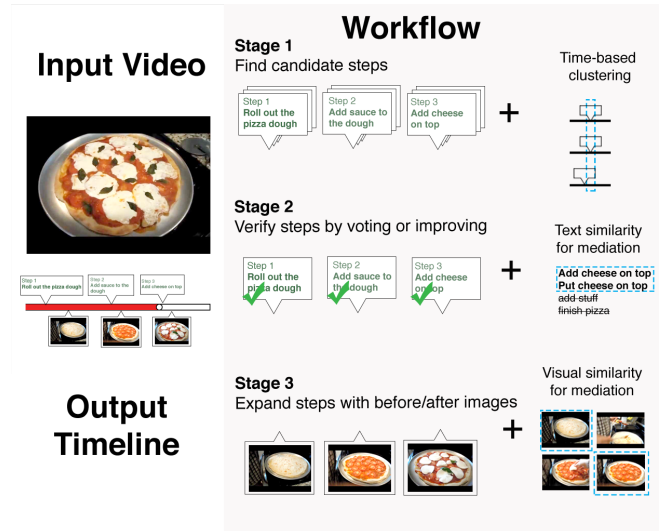 Workflow
Input Video
Step 1
Roll out the pizza dough
Step 2
Add sauce to the
dough
Step 3
Add cheese on top
Output
Timeline
Stage 1
Find candidate steps
Step 1
Roll out the
pizza dough
Step 2
Add sauce to
the dough
Step 3
Add cheese
on top
+
Time-based
clustering
Stage 2
Verify steps by voting or improving
Step 1
Roll out the
pizza dough
Step 2
Add sauce to
the dough
Step 3
Add cheese
on top
+
Text similarity
for mediation
Add cheese on top
Put cheese on top
add stuff
finish pizza
Stage 3
Expand steps with before/after images
+
Visual similarity
for mediation